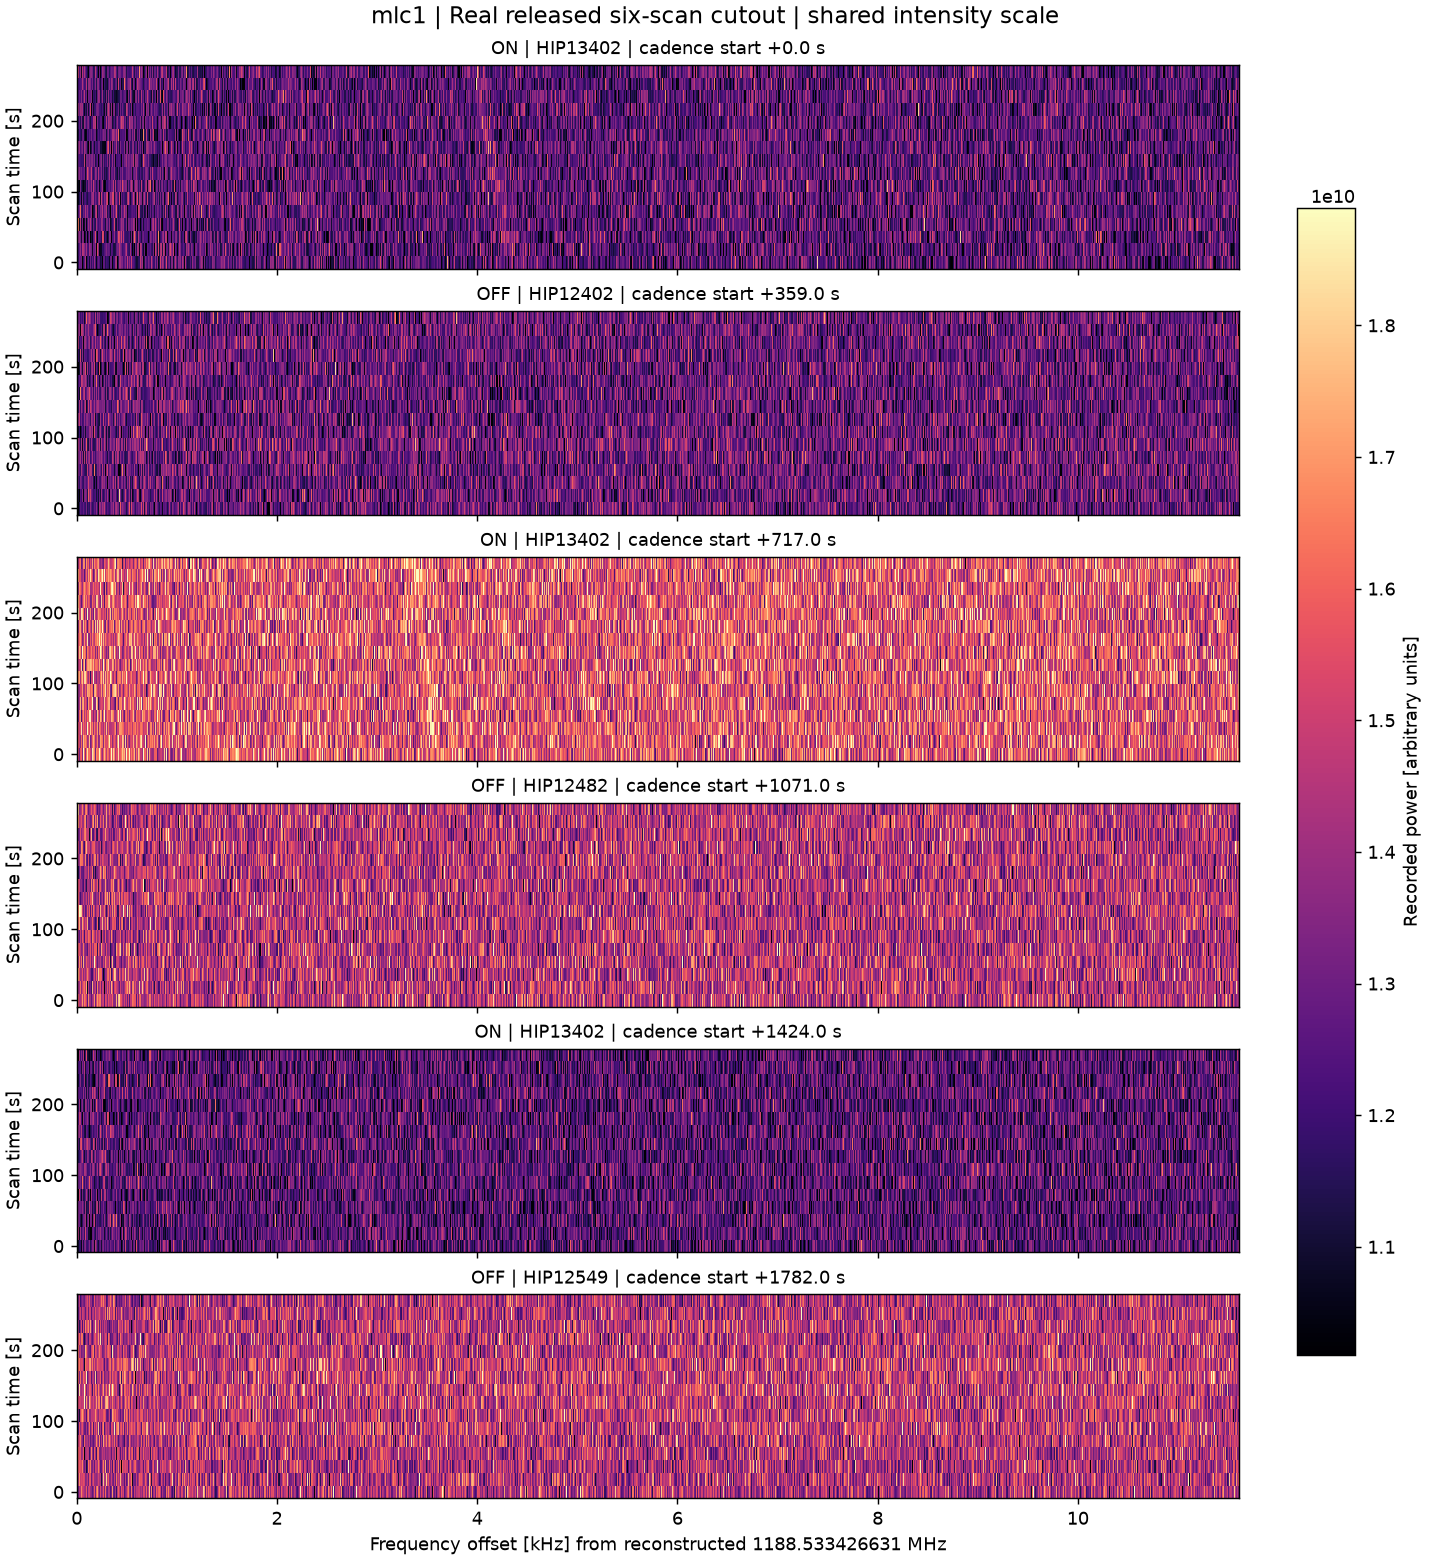 mlc1 | Real released six-scan cutout | shared intensity scale
ON | HIP13402 | cadence start +0.0 s
Scan time [s]
200
100
0
OFF | HIP12402 | cadence start +359.0 s
Scan time [s]
200
100
0
ON | HIP13402 | cadence start +717.0 s
Scan time [s]
200
100
0
OFF | HIP12482 | cadence start +1071.0 s
Scan time [s]
200
100
0
ON | HIP13402 | cadence start +1424.0 s
Scan time [s]
200
100
0
OFF | HIP12549 | cadence start +1782.0 s
Scan time [s]
200
100
0
0 2 4 6 8 10
Frequency offset [kHz] from reconstructed 1188.533426631 MHz
1e10
1.8
1.7
1.6
1.5
1.4
1.3
1.2
1.1
Recorded power [arbitrary units]